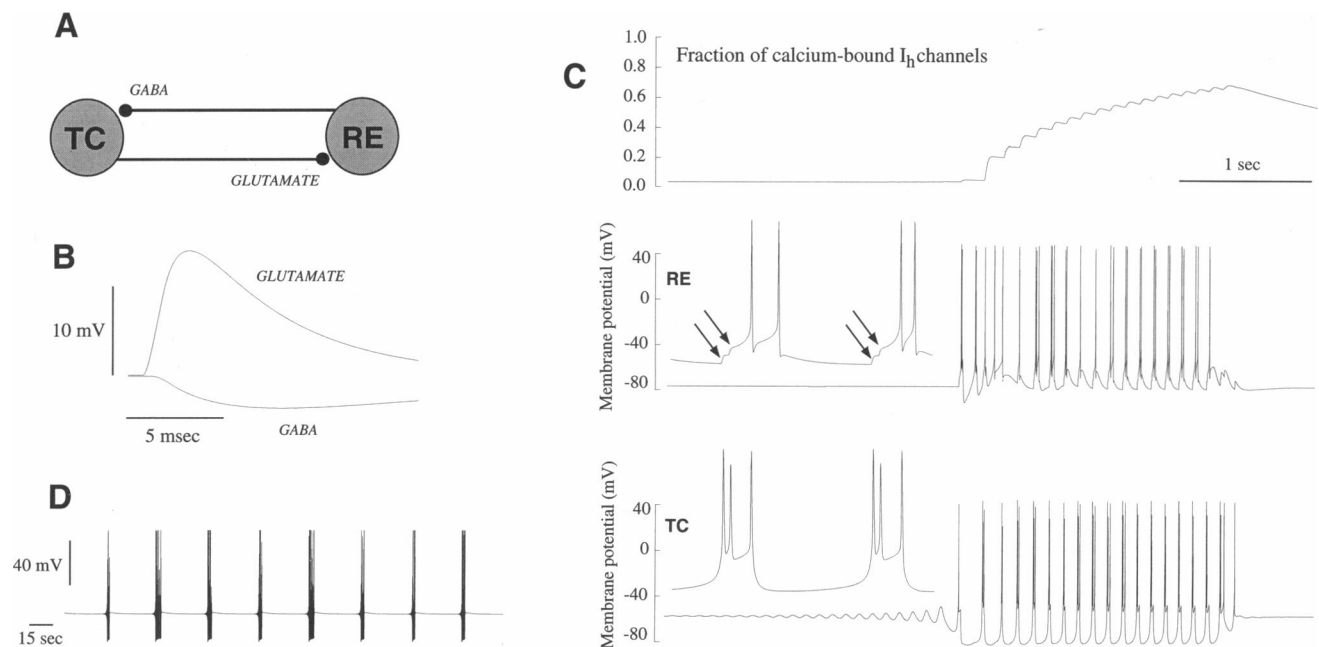 A
GABA
TC
RE
GLUTAMATE
B
GLUTAMATE
10 mV
5 msec
GABA
D
40 mV
15 sec
C
1.0
0.8
0.6
0.4
0.2
0.0
Fraction of calcium-bound Ih channels
1 sec
Membrane potential (mV)
40
0
-40
-80
RE
Membrane potential (mV)
40
0
-40
-80
TC